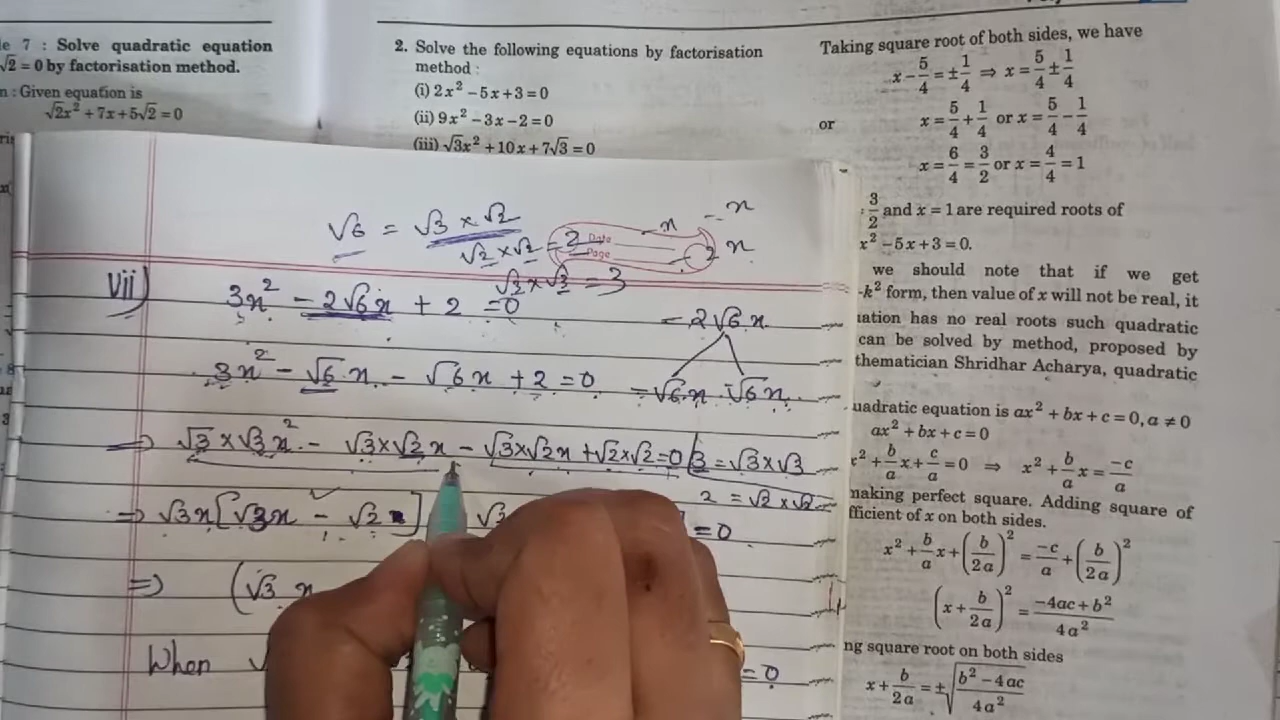 e 7 : Solve quadratic equation
√2 = 0 by factorisation method.
n : Given equation is
√2x² + 7x + 5√2 = 0
2. Solve the following equations by factorisation
method :
(i) 2x² − 5x + 3 = 0
(ii) 9x² − 3x − 2 = 0
(iii) √3x² + 10x + 7√3 = 0
Taking square root of both sides, we have
x − 5/4 = ± 1/4 ⇒ x = 5/4 ± 1/4
or x = 5/4 + 1/4 or x = 5/4 − 1/4
x = 6/4 = 3/2 or x = 4/4 = 1
3/2 and x = 1 are required roots of
x² − 5x + 3 = 0.
we should note that if we get
-k² form, then value of x will not be real, it
uation has no real roots such quadratic
can be solved by method, proposed by
thematician Shridhar Acharya, quadratic
uadratic equation is ax² + bx + c = 0, a ≠ 0
ax² + bx + c = 0
x² + b/a x + c/a = 0 ⇒ x² + b/a x = −c/a
making perfect square. Adding square of
fficient of x on both sides.
x² + b/a x + (b/2a)² = −c/a + (b/2a)²
(x + b/2a)² = −4ac + b² / 4a²
ng square root on both sides
x + b/2a = ± √(b² − 4ac / 4a²)
√6 = √3 × √2
√2 × √2 = 2
Date
Page
√3 × √3 = 3
x
x
x
vii) 3x² − 2√6x + 2 = 0
− 2√6x
3x² − √6x − √6x + 2 = 0
−√6x −√6x
⇒ √3 × √3x² − √3×√2x − √3×√2x + √2×√2 = 0
3 = √3×√3
2 = √2×√2
⇒ √3x[√3x − √2] √3 = 0
⇒ (√3 x
When √ = 0